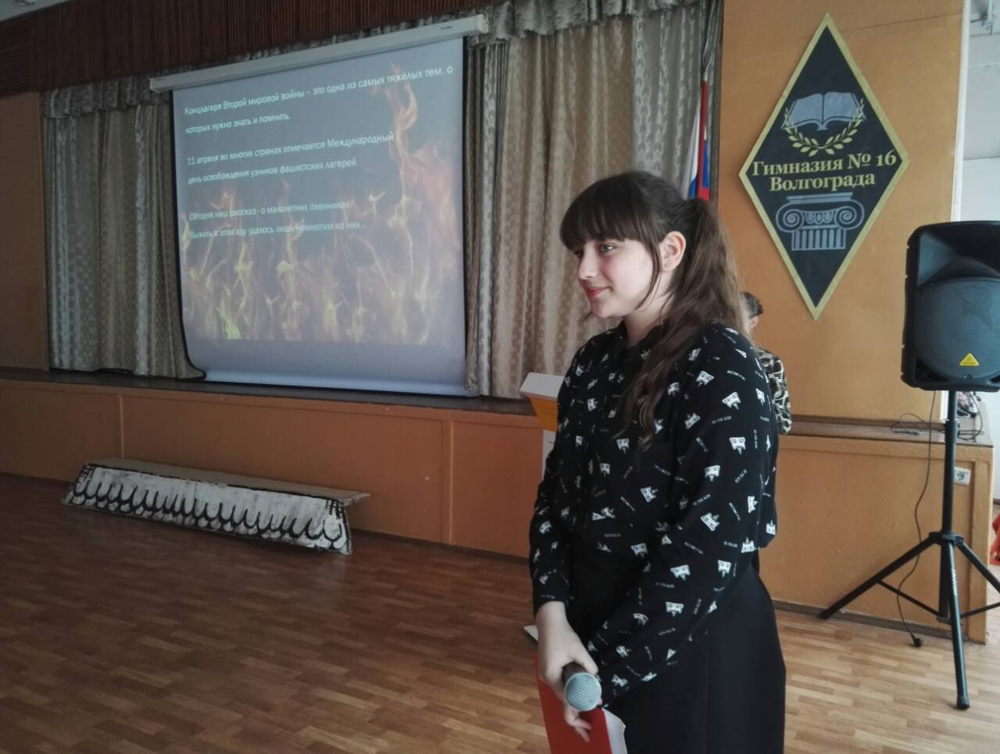 Концлагеря Второй мировой войны – это одна из самых тяжёлых тем, о
которых нужно знать и помнить.
11 апреля во многих странах отмечается Международный
день освобождения узников фашистских лагерей.
Сегодня наш рассказ - о малолетних пленниках.
Выжить в этом аду удалось лишь немногим из них...
Гимназия № 16
Волгограда